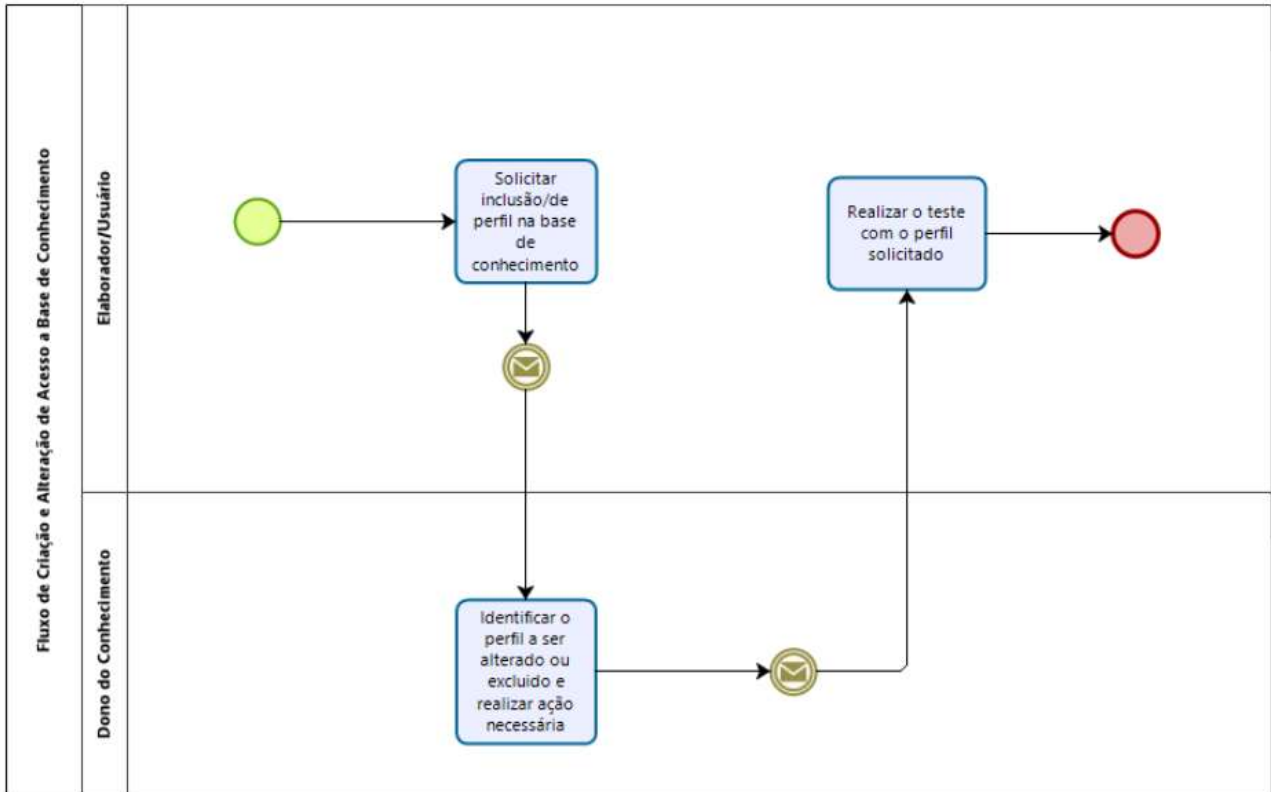 Fluxo de Criação e Alteração de Acesso a Base de Conhecimento
Elaborador/Usuário
Solicitar
inclusão/de
perfil na base
de
conhecimento
Realizar o teste
com o perfil
solicitado
Dono do Conhecimento
Identificar o
perfil a ser
alterado ou
excluido e
realizar ação
necessária